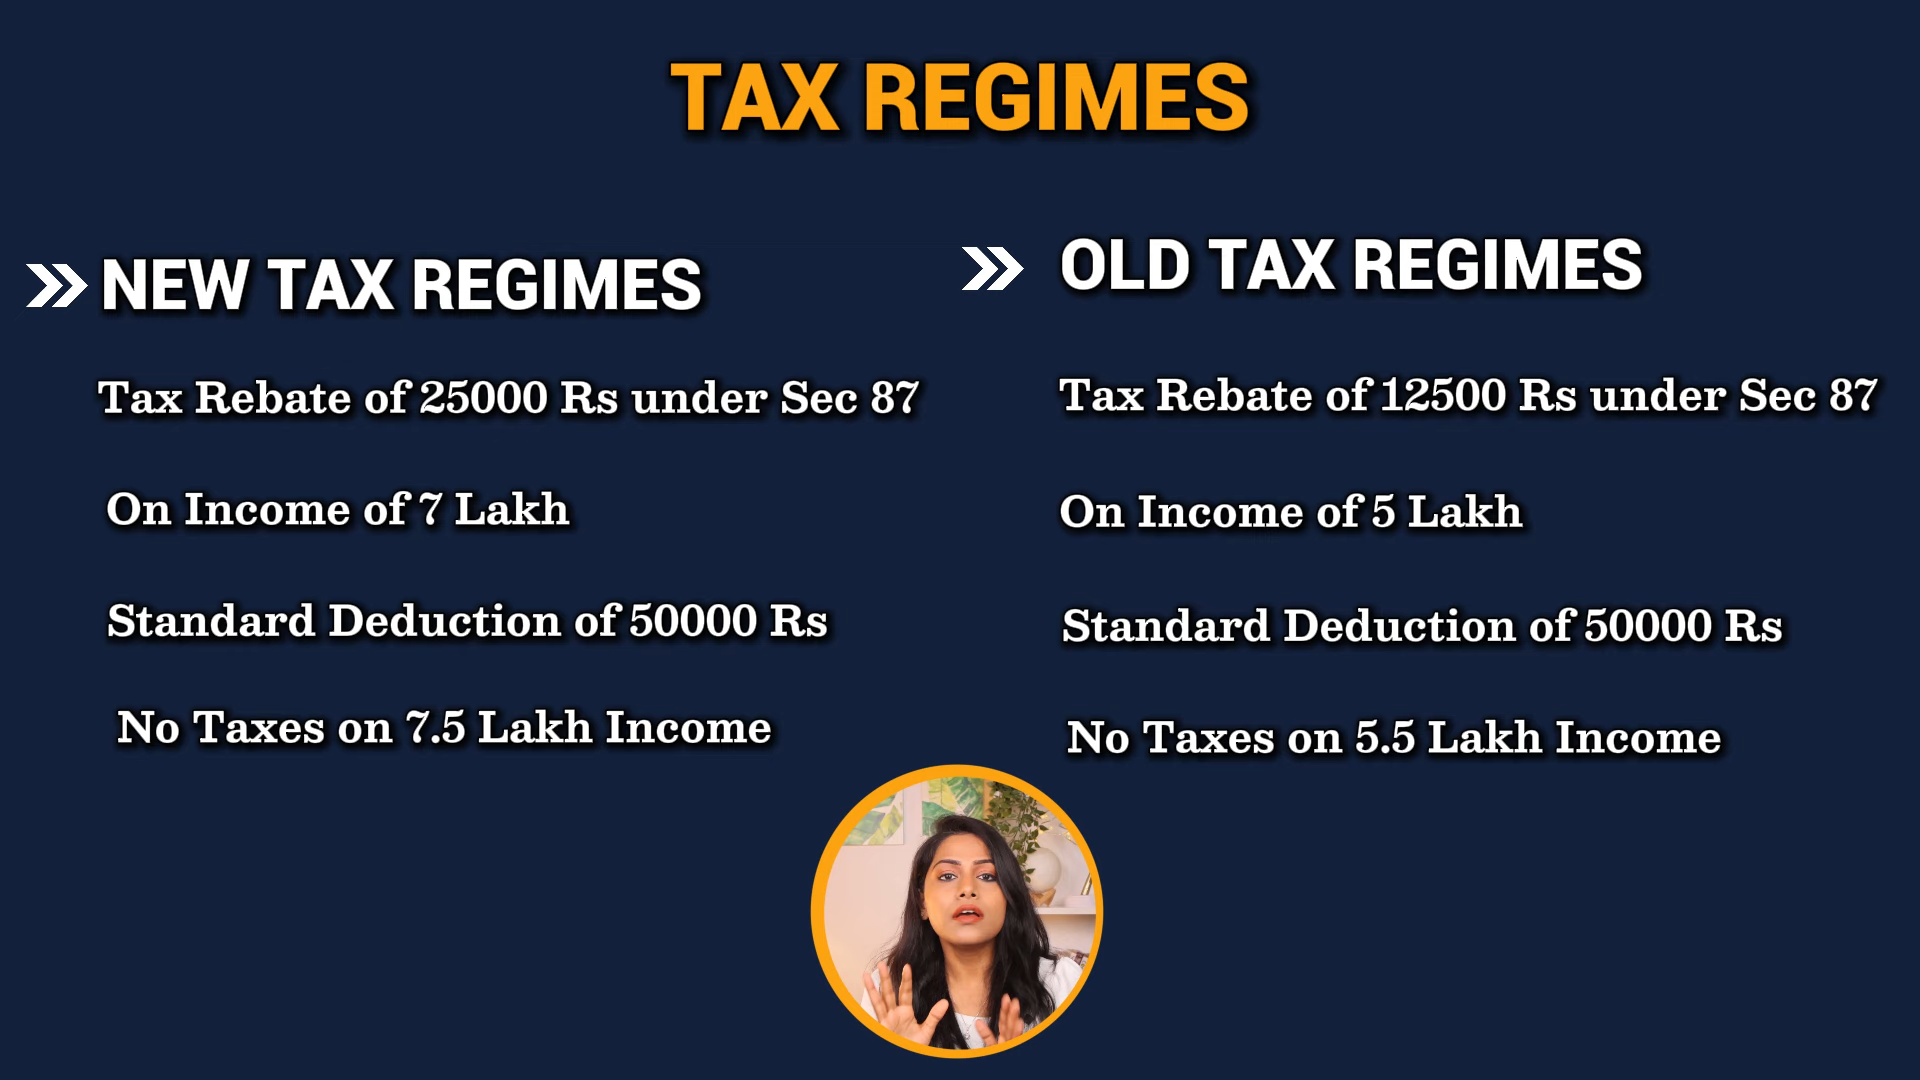 TAX REGIMES
NEW TAX REGIMES
Tax Rebate of 25000 Rs under Sec 87
On Income of 7 Lakh
Standard Deduction of 50000 Rs
No Taxes on 7.5 Lakh Income
OLD TAX REGIMES
Tax Rebate of 12500 Rs under Sec 87
On Income of 5 Lakh
Standard Deduction of 50000 Rs
No Taxes on 5.5 Lakh Income